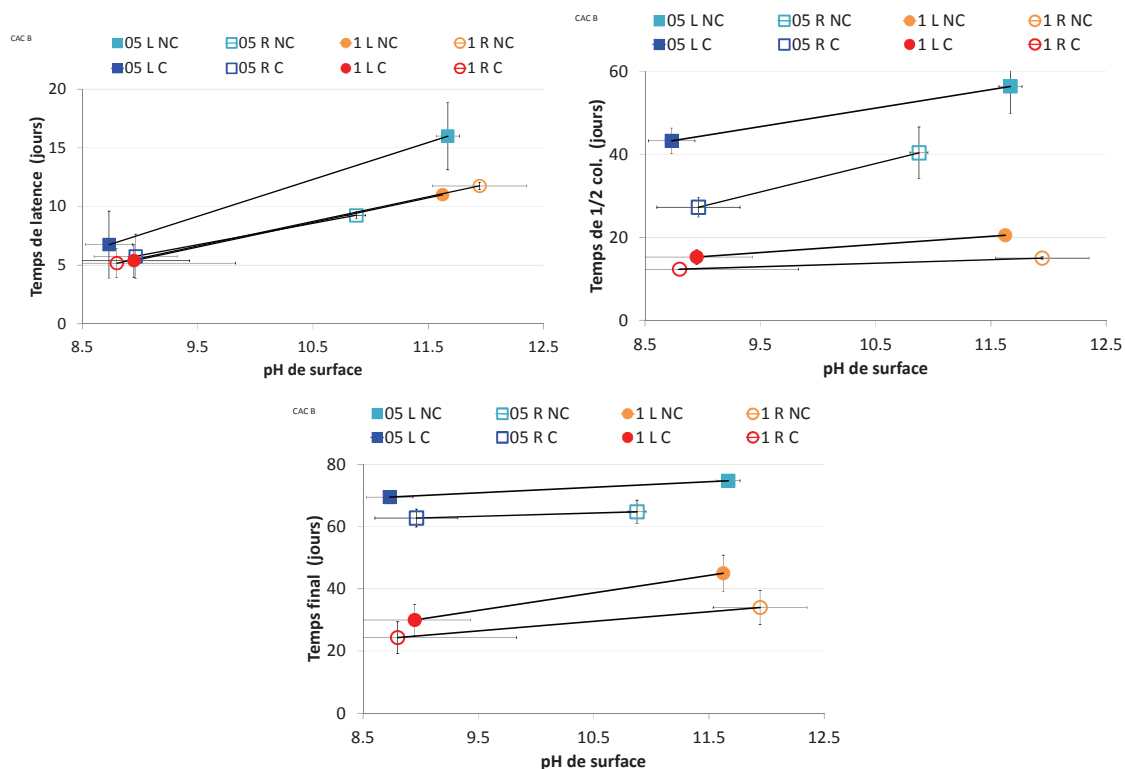 CAC B
05 L NC 05 R NC 1 L NC 1 R NC
05 L C 05 R C 1 L C 1 R C
20
15
10
5
0
Temps de latence (jours)
8.5 9.5 10.5 11.5 12.5
pH de surface
CAC B
05 L NC 05 R NC 1 L NC 1 R NC
05 L C 05 R C 1 L C 1 R C
60
40
20
0
Temps de 1/2 col. (jours)
8.5 9.5 10.5 11.5 12.5
pH de surface
CAC B
05 L NC 05 R NC 1 L NC 1 R NC
05 L C 05 R C 1 L C 1 R C
80
60
40
20
0
Temps final (jours)
8.5 9.5 10.5 11.5 12.5
pH de surface